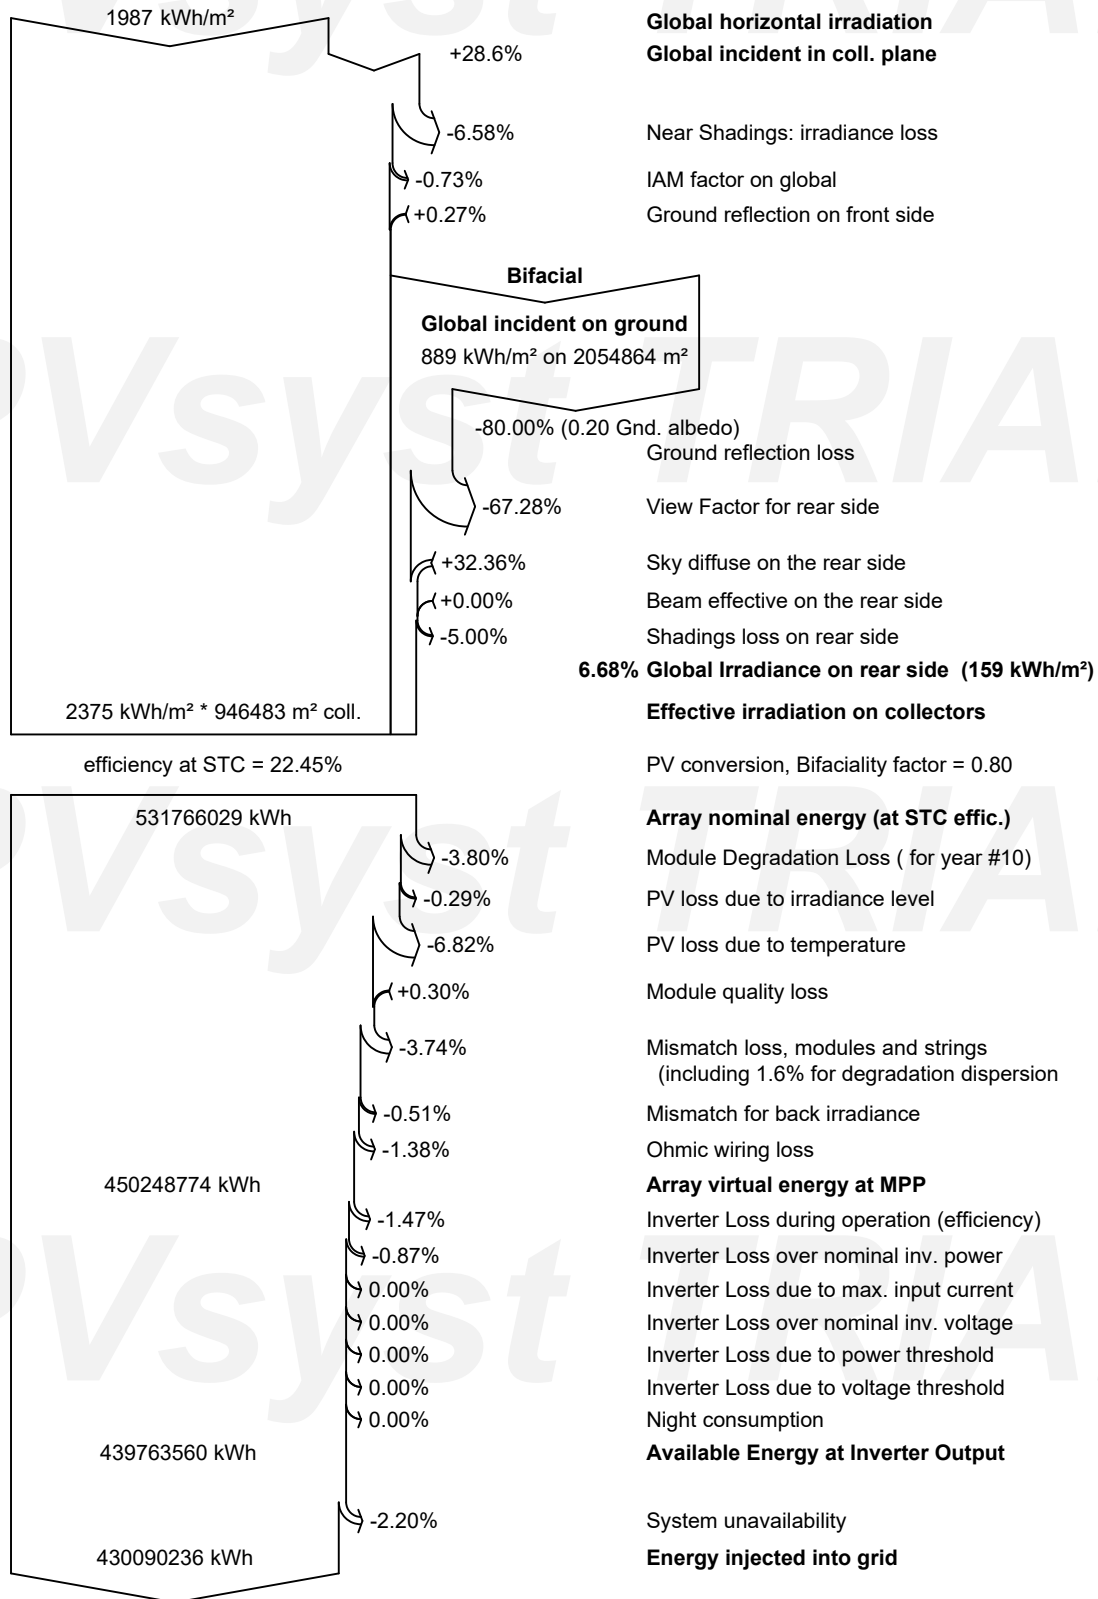 1987 kWh/m² Global horizontal irradiation
+28.6% Global incident in coll. plane
-6.58% Near Shadings: irradiance loss
-0.73% IAM factor on global
+0.27% Ground reflection on front side
Bifacial
Global incident on ground
889 kWh/m² on 2054864 m²
-80.00% (0.20 Gnd. albedo)
Ground reflection loss
-67.28% View Factor for rear side
+32.36% Sky diffuse on the rear side
+0.00% Beam effective on the rear side
-5.00% Shadings loss on rear side
6.68% Global Irradiance on rear side (159 kWh/m²)
2375 kWh/m² * 946483 m² coll. Effective irradiation on collectors
efficiency at STC = 22.45% PV conversion, Bifaciality factor = 0.80
531766029 kWh Array nominal energy (at STC effic.)
-3.80% Module Degradation Loss ( for year #10)
-0.29% PV loss due to irradiance level
-6.82% PV loss due to temperature
+0.30% Module quality loss
-3.74% Mismatch loss, modules and strings
(including 1.6% for degradation dispersion
-0.51% Mismatch for back irradiance
-1.38% Ohmic wiring loss
450248774 kWh Array virtual energy at MPP
-1.47% Inverter Loss during operation (efficiency)
-0.87% Inverter Loss over nominal inv. power
0.00% Inverter Loss due to max. input current
0.00% Inverter Loss over nominal inv. voltage
0.00% Inverter Loss due to power threshold
0.00% Inverter Loss due to voltage threshold
0.00% Night consumption
439763560 kWh Available Energy at Inverter Output
-2.20% System unavailability
430090236 kWh Energy injected into grid
PVsyst TRIA
PVsyst TRIA
PVsyst TRIA
PVsyst TRIA